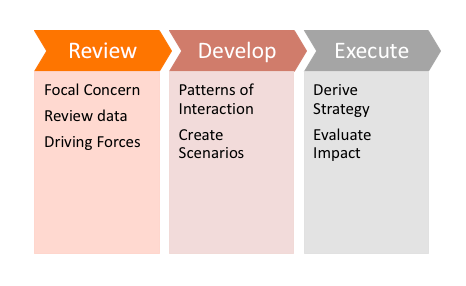 Review
Focal Concern
Review data
Driving Forces
Develop
Patterns of
Interaction
Create
Scenarios
Execute
Derive
Strategy
Evaluate
Impact